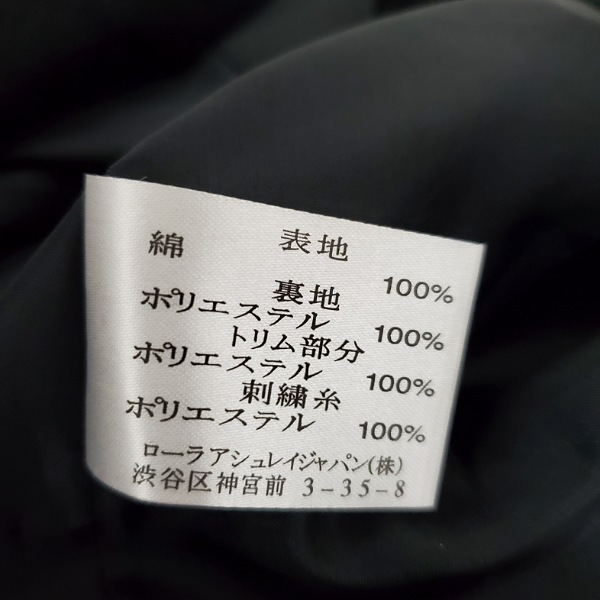 表地
綿 100%
裏地
ポリエステル 100%
トリム部分
ポリエステル 100%
刺繍糸
ポリエステル 100%
ローラアシュレイジャパン(株)
渋谷区神宮前 3-35-8